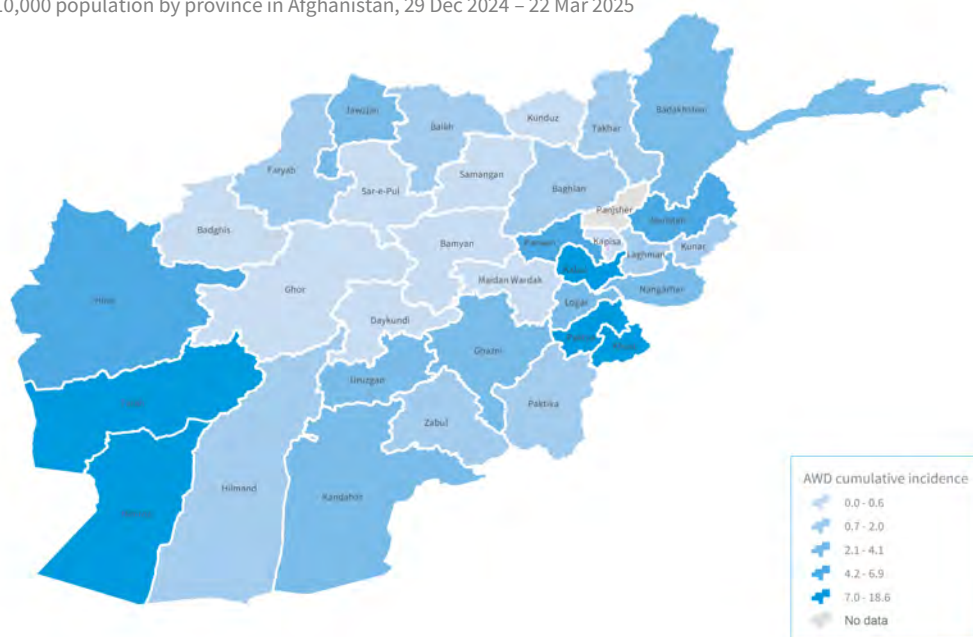 10,000 population by province in Afghanistan, 29 Dec 2024 – 22 Mar 2025
Jawzjan
Balkh
Kunduz
Takhar
Badakhshan
Faryab
Sar-e-Pul
Samangan
Baghlan
Panjsher
Nuristan
Badghis
Bamyan
Parwan
Kapisa
Kunar
Laghman
Kabul
Maidan Wardak
Ghor
Hirat
Nangarhar
Logar
Daykundi
Ghazni
Uruzgan
Paktika
Zabul
Hilmand
Kandahar
AWD cumulative incidence
0.0 - 0.6
0.7 - 2.0
2.1 - 4.1
4.2 - 6.9
7.0 - 18.6
No data